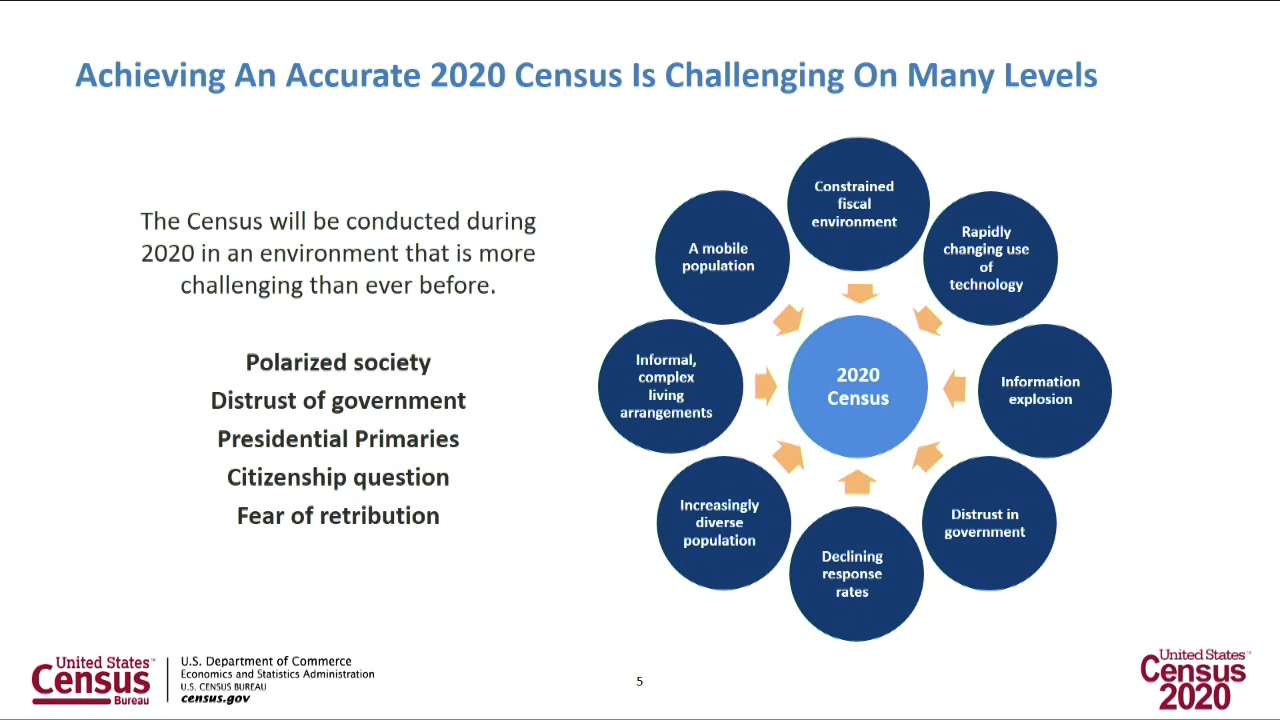 Achieving An Accurate 2020 Census Is Challenging On Many Levels
The Census will be conducted during
2020 in an environment that is more
challenging than ever before.
Polarized society
Distrust of government
Presidential Primaries
Citizenship question
Fear of retribution
Constrained
fiscal
environment
Rapidly
changing use
of
technology
Information
explosion
Distrust in
government
Declining
response
rates
Increasingly
diverse
population
Informal,
complex
living
arrangements
A mobile
population
2020
Census
United States™
Census
Bureau
U.S. Department of Commerce
Economics and Statistics Administration
U.S. CENSUS BUREAU
census.gov
5
United States™
Census
2020